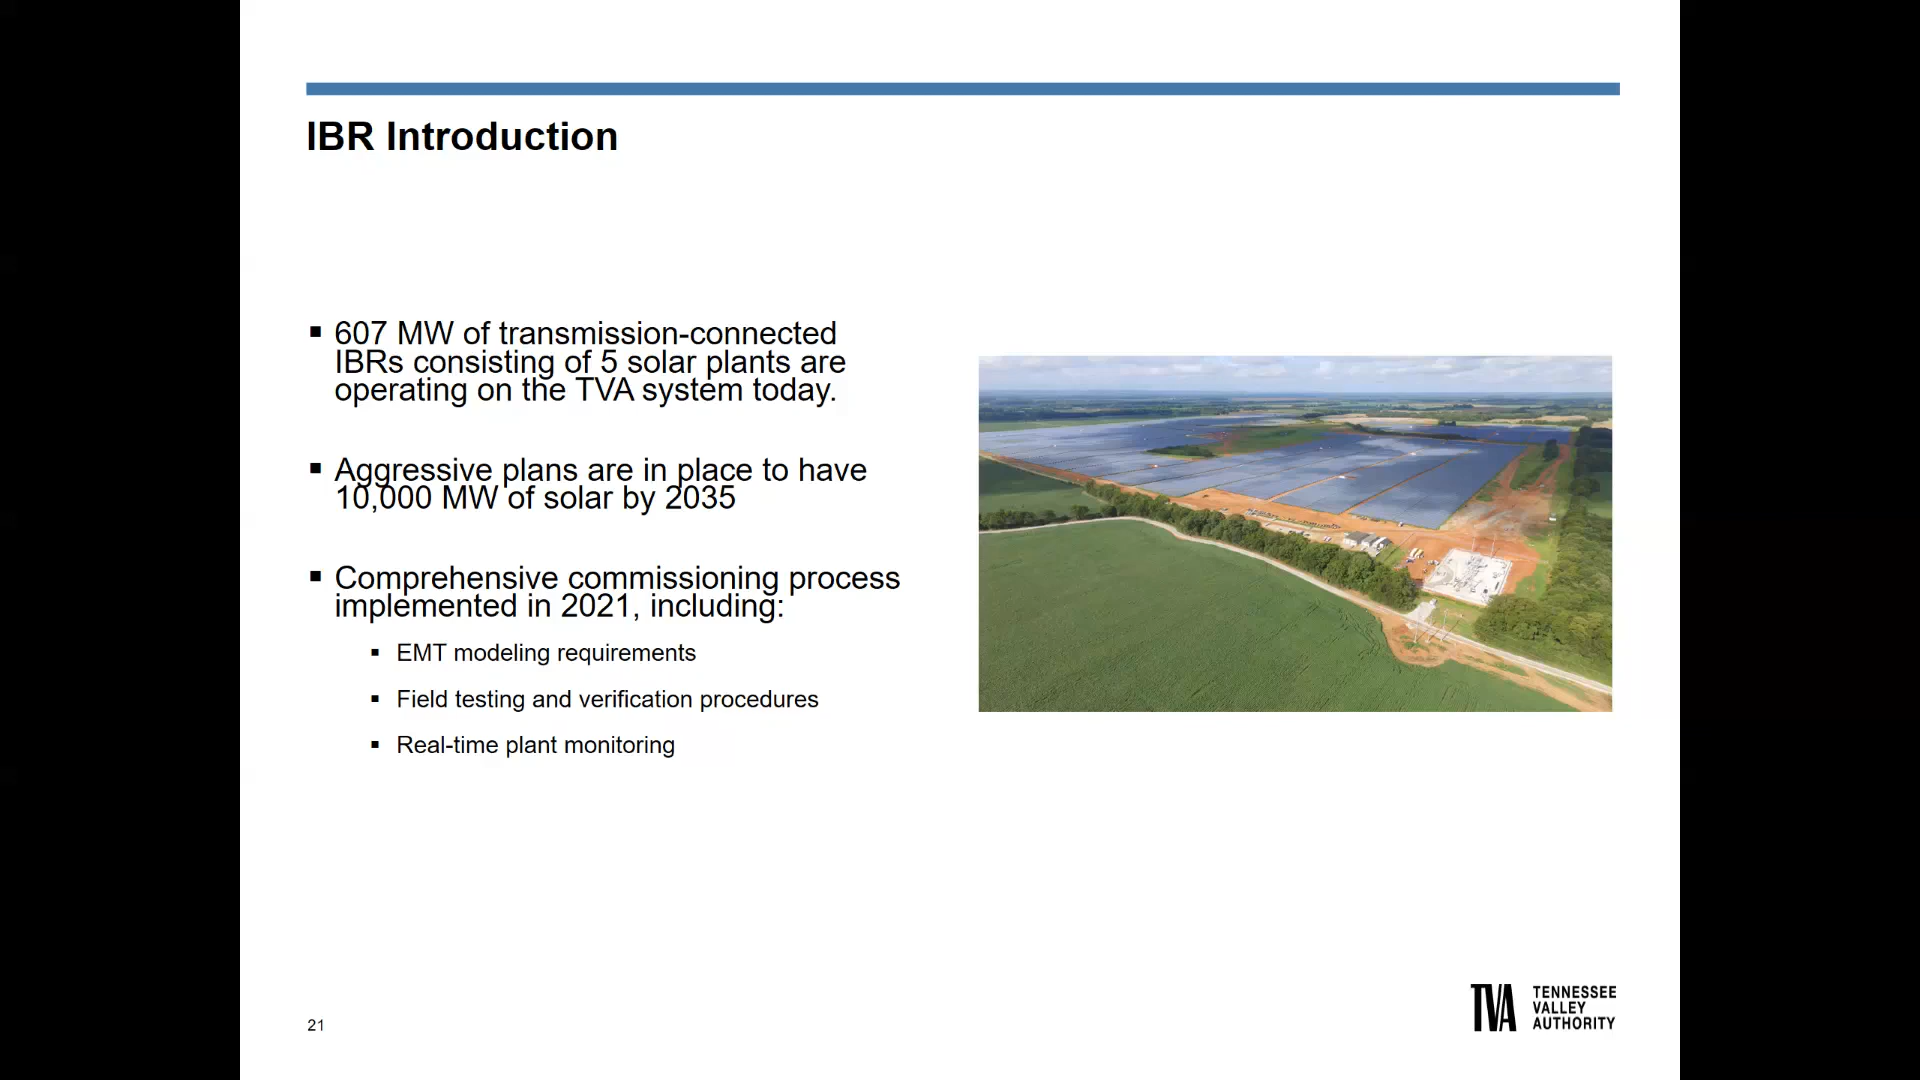 IBR Introduction
▪ 607 MW of transmission-connected
IBRs consisting of 5 solar plants are
operating on the TVA system today.
▪ Aggressive plans are in place to have
10,000 MW of solar by 2035
▪ Comprehensive commissioning process
implemented in 2021, including:
▪ EMT modeling requirements
▪ Field testing and verification procedures
▪ Real-time plant monitoring
21
TVA
TENNESSEE
VALLEY
AUTHORITY